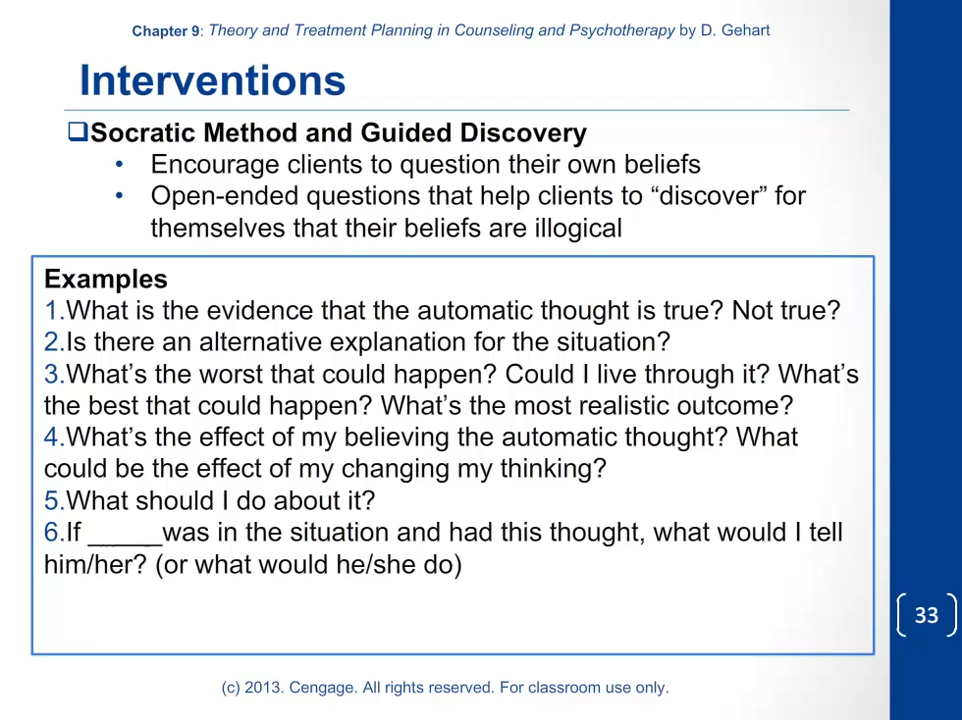 Chapter 9: Theory and Treatment Planning in Counseling and Psychotherapy by D. Gehart
Interventions
❑Socratic Method and Guided Discovery
• Encourage clients to question their own beliefs
• Open-ended questions that help clients to “discover” for
themselves that their beliefs are illogical
Examples
1.What is the evidence that the automatic thought is true? Not true?
2.Is there an alternative explanation for the situation?
3.What’s the worst that could happen? Could I live through it? What’s
the best that could happen? What’s the most realistic outcome?
4.What’s the effect of my believing the automatic thought? What
could be the effect of my changing my thinking?
5.What should I do about it?
6.If _____was in the situation and had this thought, what would I tell
him/her? (or what would he/she do)
33
(c) 2013. Cengage. All rights reserved. For classroom use only.